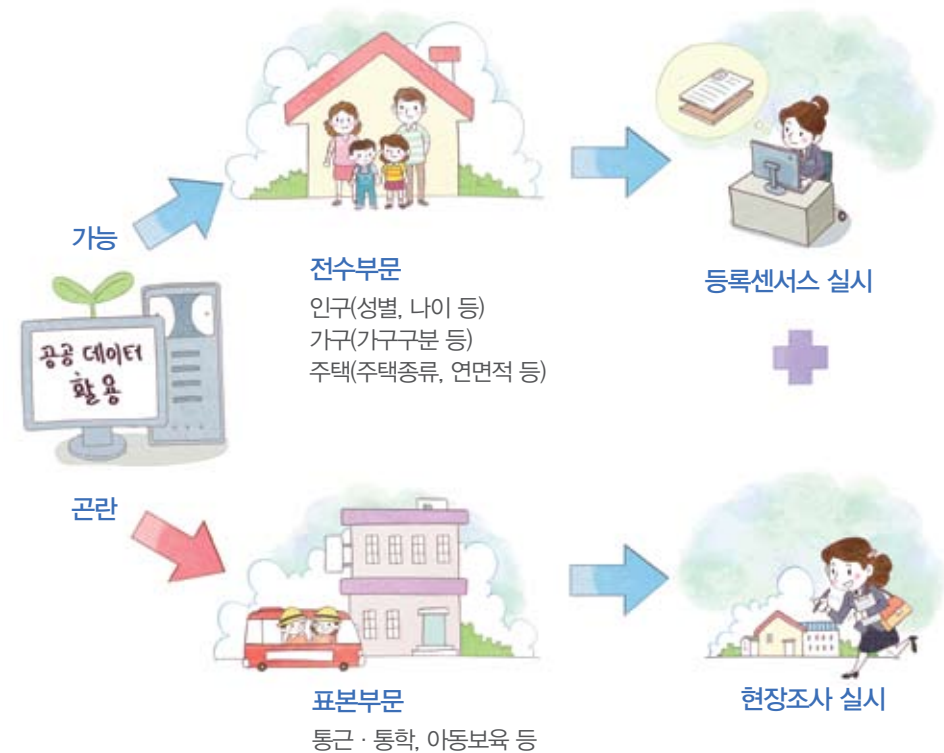 가능
전수부문
인구(성별, 나이 등)
가구(가구구분 등)
주택(주택종류, 연면적 등)
등록센서스 실시
공공 데이터
활용
곤란
표본부문
통근 · 통학, 아동보육 등
현장조사 실시